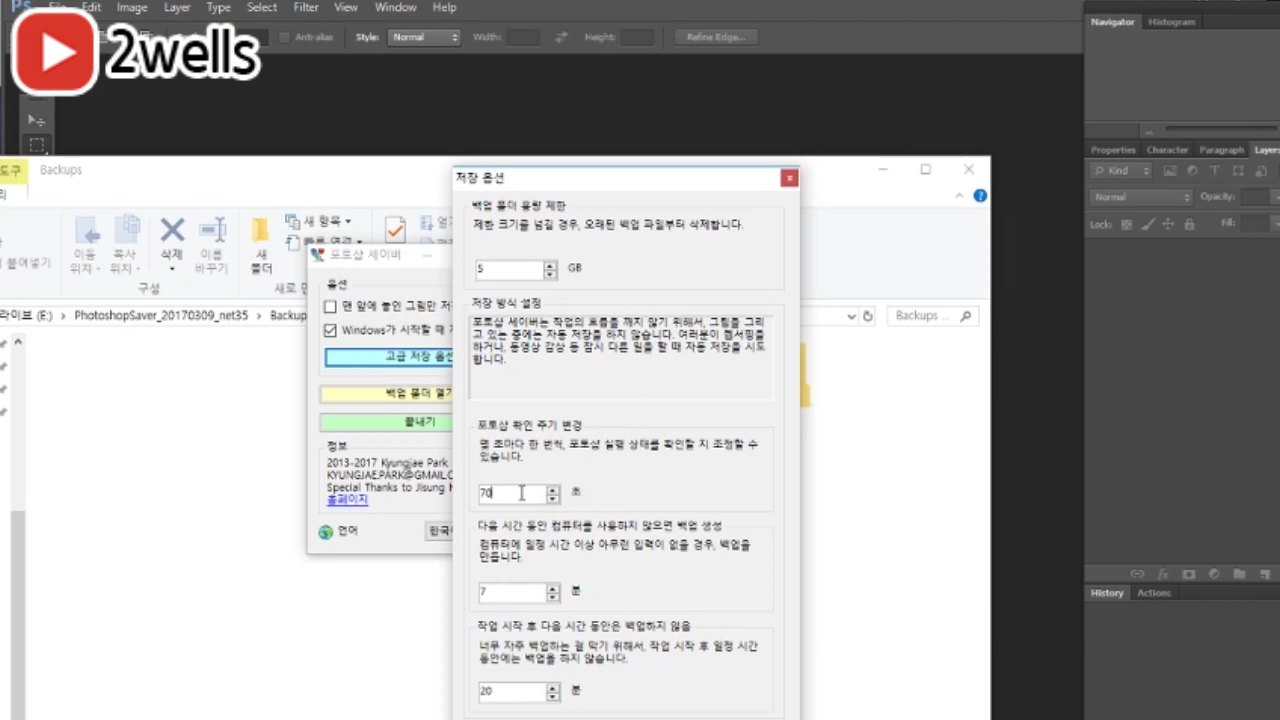 Ps File Edit Image Layer Type Select Filter View Window Help
2wells
Anti-alias Style: Normal Width: Height: Refine Edge...
Navigator Histogram
Properties Character Paragraph Layers
Kind
Normal Opacity:
Lock: Fill:
History Actions
도구 Backups
붙여넣기
이동 위치 복사 위치 삭제 이름 바꾸기
구성
새 폴더
새 항목
빠른 연결
PhotoshopSaver_20170309_net35 > Backup
라이브 (E:)
Backups ...
포토샵 세이버
옵션
맨 앞에 놓인 그림만 저
Windows가 시작할 때
고급 저장 옵션
백업 폴더 열기
끝내기
정보
2013-2017 Kyungjae Park
KYUNGJAE.PARK@GMAIL.C
Special Thanks to Jisung
홈페이지
언어
저장 옵션
백업 폴더 용량 제한
제한 크기를 넘길 경우, 오래된 백업 파일부터 삭제합니다.
5 GB
저장 방식 설정
포토샵 세이버는 작업의 흐름을 깨지 않기 위해서, 그림을 그리
고 있는 중에는 자동 저장을 하지 않습니다. 여러분이 웹서핑을
하거나, 동영상 감상 등 잠시 다른 일을 할 때 자동 저장을 시도
합니다.
포토샵 확인 주기 변경
몇 초마다 한 번씩, 포토샵 실행 상태를 확인할 지 조정할 수
있습니다.
70 초
다음 시간 동안 컴퓨터를 사용하지 않으면 백업 생성
컴퓨터에 일정 시간 이상 아무런 입력이 없을 경우, 백업을
만듭니다.
7 분
작업 시작 후 다음 시간 동안은 백업하지 않음
너무 자주 백업하는 걸 막기 위해서, 작업 시작 후 일정 시간
동안에는 백업을 하지 않습니다.
20 분